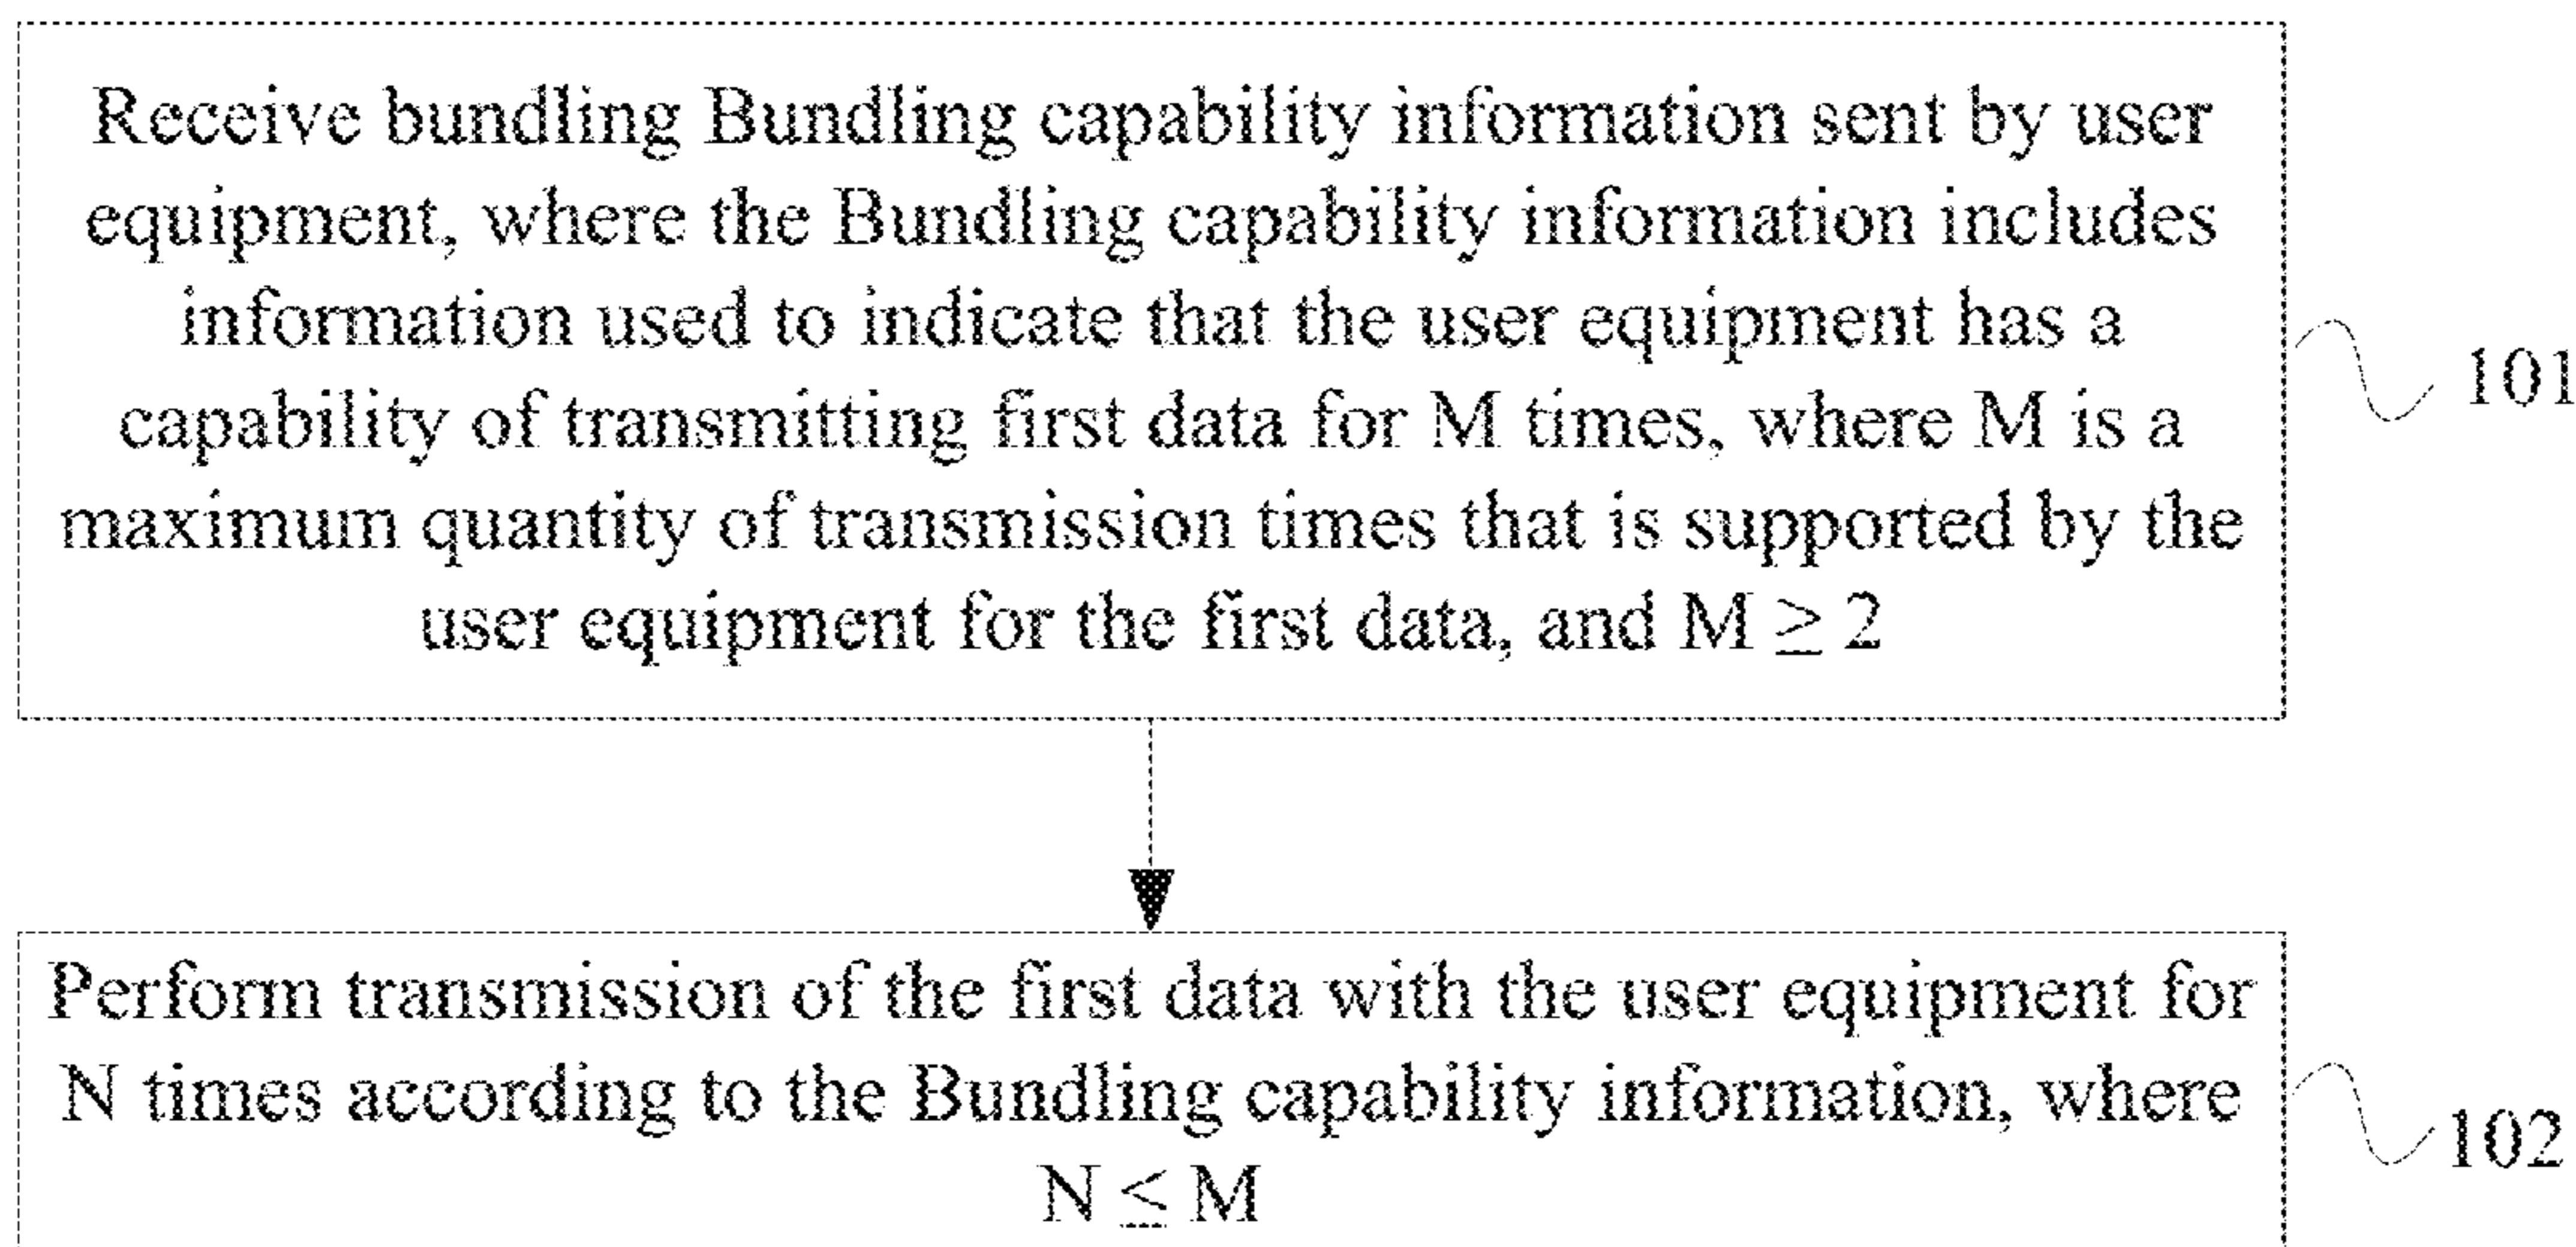 Receive bundling Bundling capability information sent by user
equipment, where the Bundling capability information includes
information used to indicate that the user equipment has a
capability of transmitting first data for M times, where M is a
maximum quantity of transmission times that is supported by the
user equipment for the first data, and M ≥ 2
101
Perform transmission of the first data with the user equipment for
N times according to the Bundling capability information, where
N ≤ M
102